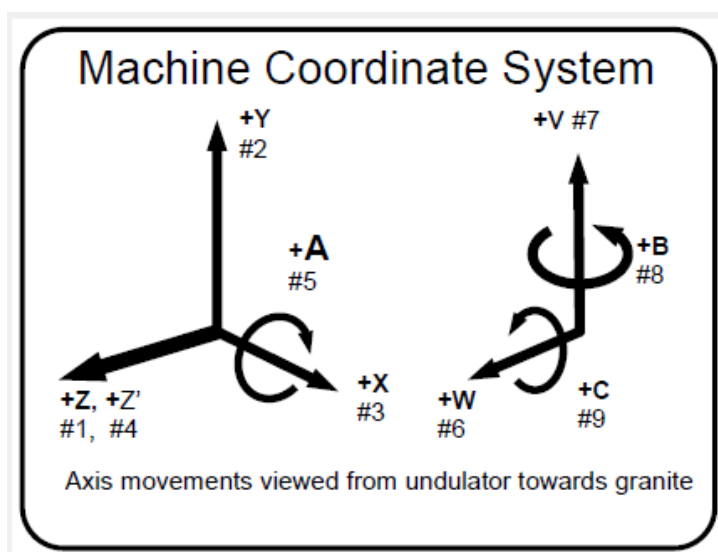 Machine Coordinate System
+Y
#2
+A
#5
+Z, +Z'
#1, #4
+X
#3
+V #7
+B
#8
+W
#6
+C
#9
Axis movements viewed from undulator towards granite